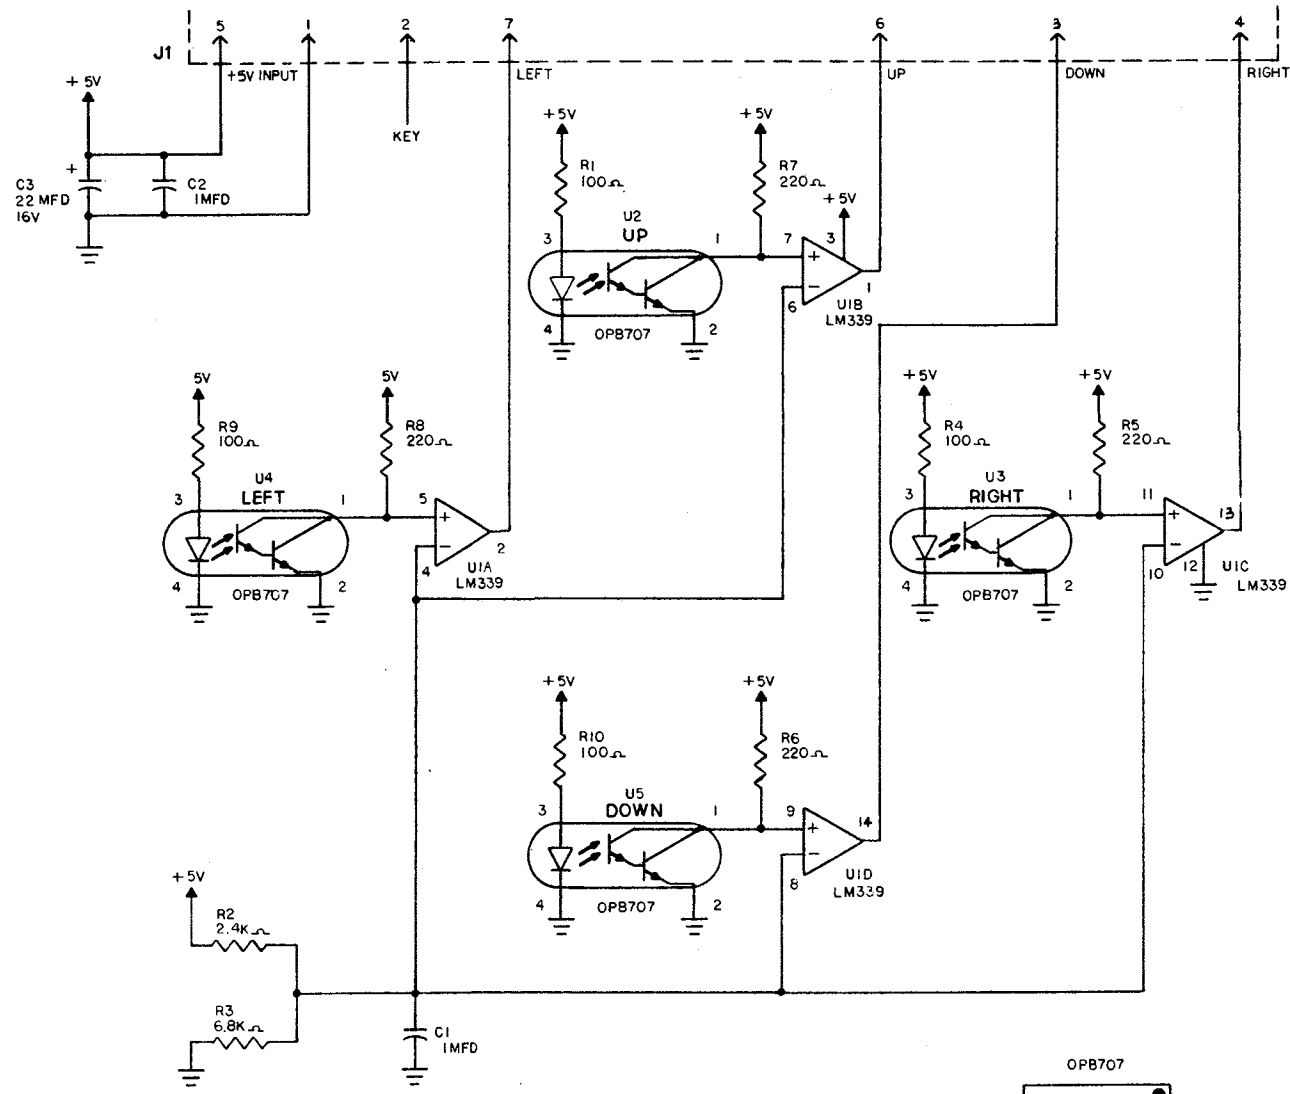 5 1 2 7 6 3 4
J1
+5V INPUT LEFT UP DOWN RIGHT
+5V
KEY
C3
22 MFD
16V
+
C2
1MFD
+5V
R1
100Ω
+5V
R7
220Ω
+5V
U2
UP
3 1 7 3
+
−
4 2 6 1
OPB707
U1B
LM339
5V
R9
100Ω
5V
R8
220Ω
U4
LEFT
3 1 5
+
−
4 2 4 2
OPB707
U1A
LM339
+5V
R4
100Ω
+5V
R5
220Ω
U3
RIGHT
3 1 11 13
+
−
4 2 10 12
OPB707
U1C
LM339
+5V
R10
100Ω
+5V
R6
220Ω
U5
DOWN
3 1 9 14
+
−
4 2 8
OPB707
U1D
LM339
+5V
R2
2.4KΩ
R3
6.8KΩ
C1
1MFD
OPB707